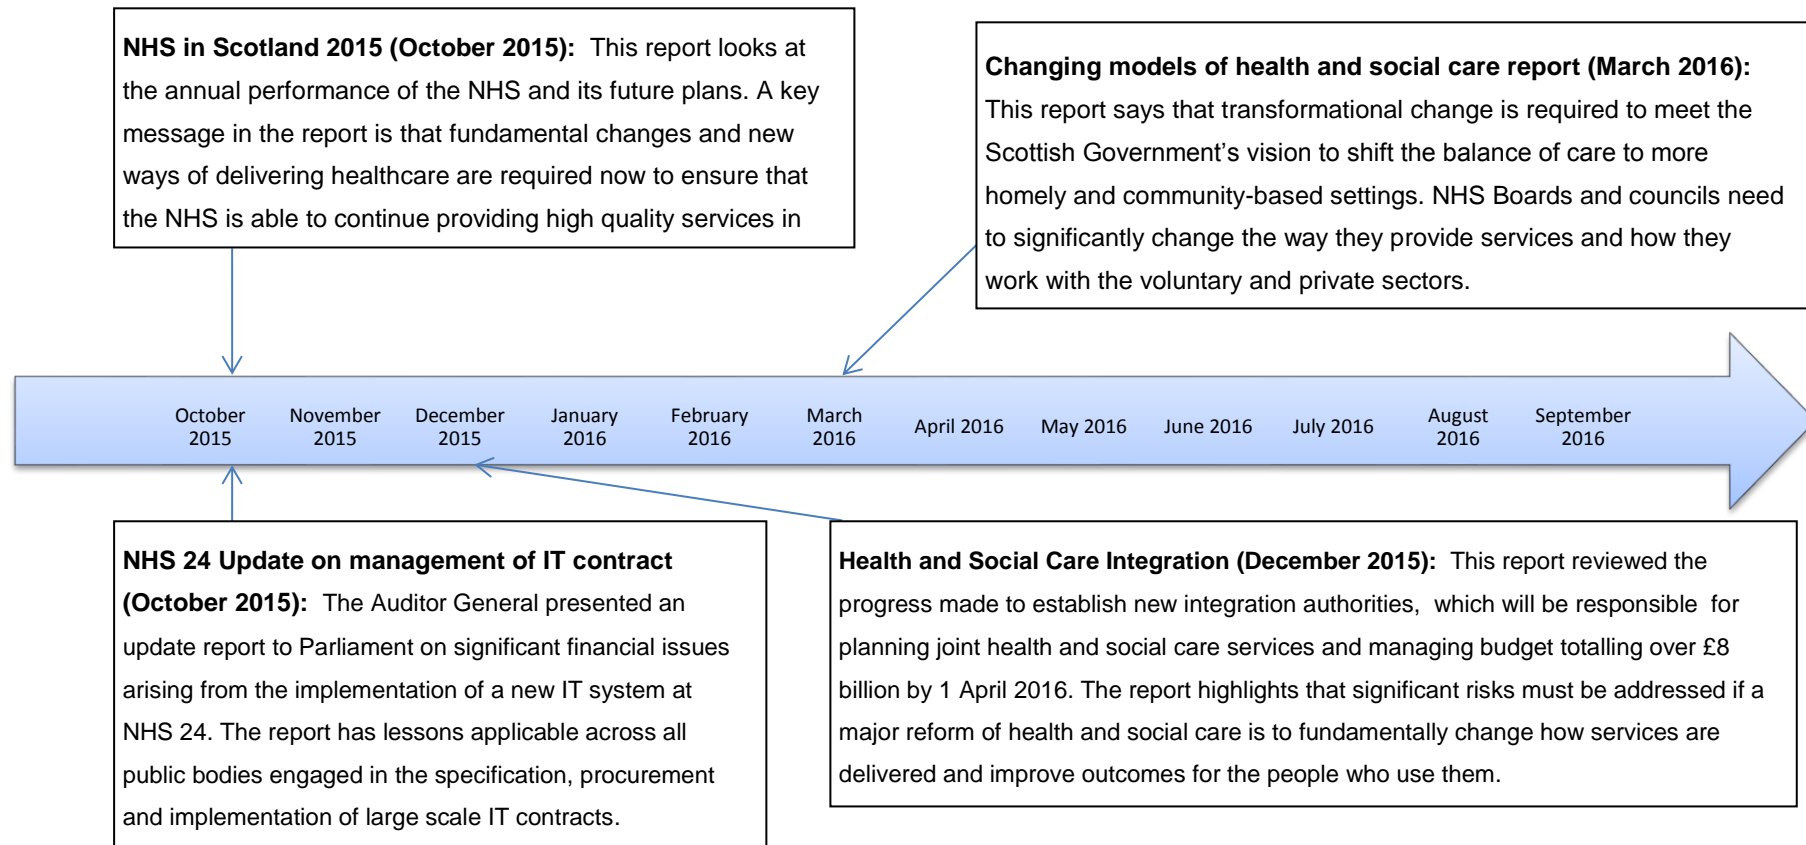 NHS in Scotland 2015 (October 2015):  This report looks at
the annual performance of the NHS and its future plans. A key
message in the report is that fundamental changes and new
ways of delivering healthcare are required now to ensure that
the NHS is able to continue providing high quality services in
Changing models of health and social care report (March 2016):
This report says that transformational change is required to meet the
Scottish Government’s vision to shift the balance of care to more
homely and community-based settings. NHS Boards and councils need
to significantly change the way they provide services and how they
work with the voluntary and private sectors.
October
2015
November
2015
December
2015
January
2016
February
2016
March
2016
April 2016
May 2016
June 2016
July 2016
August
2016
September
2016
NHS 24 Update on management of IT contract
(October 2015):  The Auditor General presented an
update report to Parliament on significant financial issues
arising from the implementation of a new IT system at
NHS 24. The report has lessons applicable across all
public bodies engaged in the specification, procurement
and implementation of large scale IT contracts.
Health and Social Care Integration (December 2015):  This report reviewed the
progress made to establish new integration authorities,  which will be responsible  for
planning joint health and social care services and managing budget totalling over £8
billion by 1 April 2016. The report highlights that significant risks must be addressed if a
major reform of health and social care is to fundamentally change how services are
delivered and improve outcomes for the people who use them.